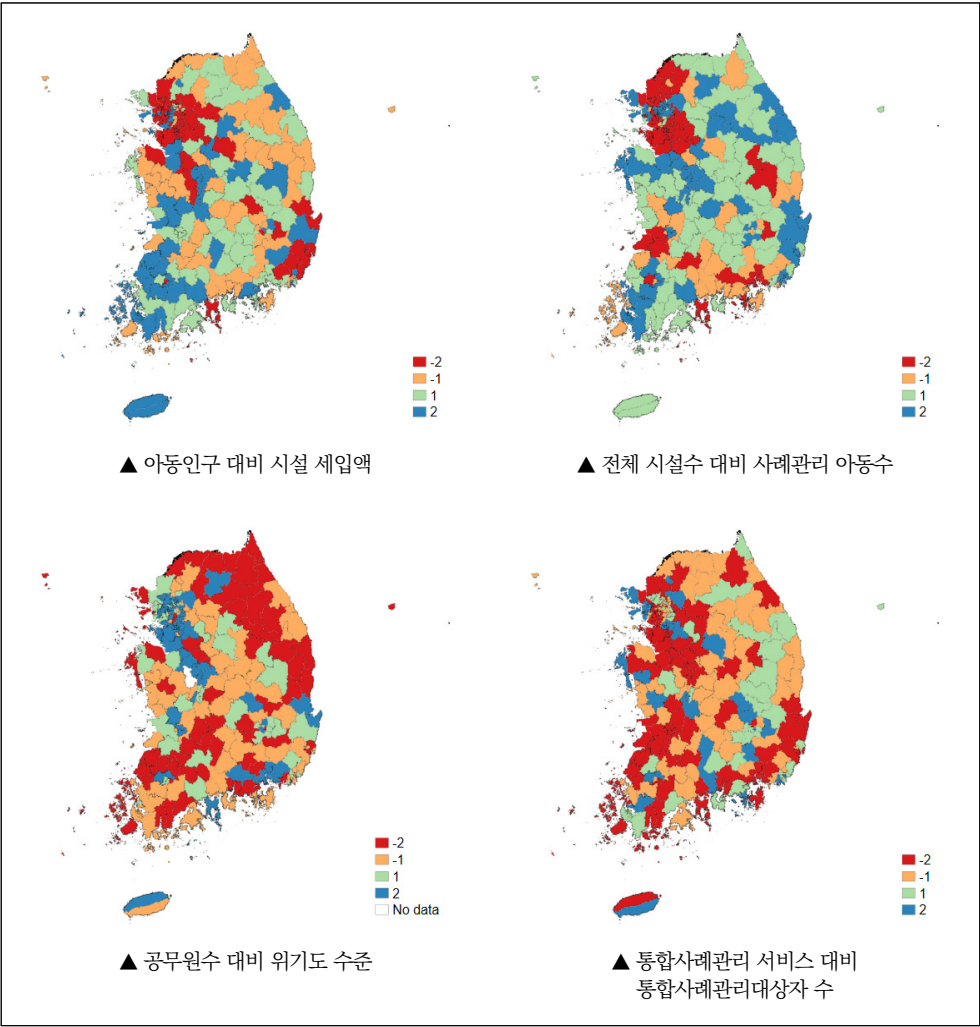 -2
-1
1
2
▲ 아동인구 대비 시설 세입액
-2
-1
1
2
▲ 전체 시설수 대비 사례관리 아동수
-2
-1
1
2
No data
▲ 공무원수 대비 위기도 수준
-2
-1
1
2
▲ 통합사례관리 서비스 대비
통합사례관리대상자 수